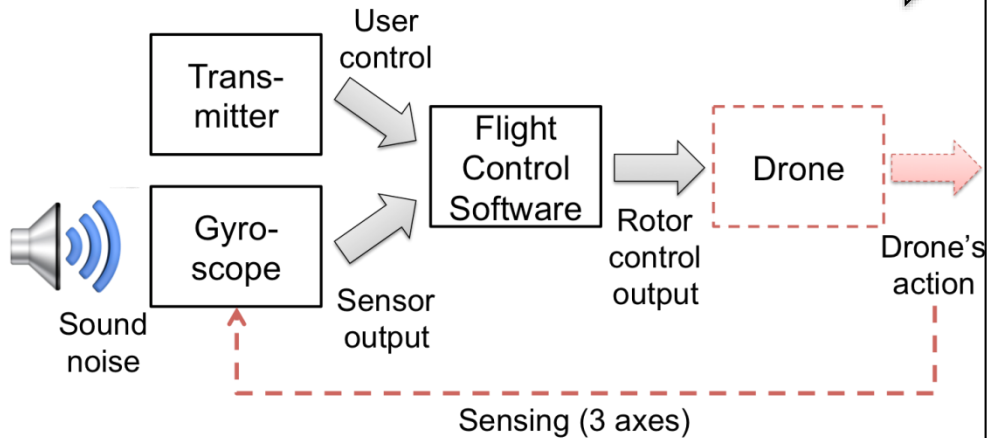 User
control
Trans-
mitter
Flight
Control
Software
Drone
Gyro-
scope
Sound
noise
Sensor
output
Rotor
control
output
Drone's
action
Sensing (3 axes)